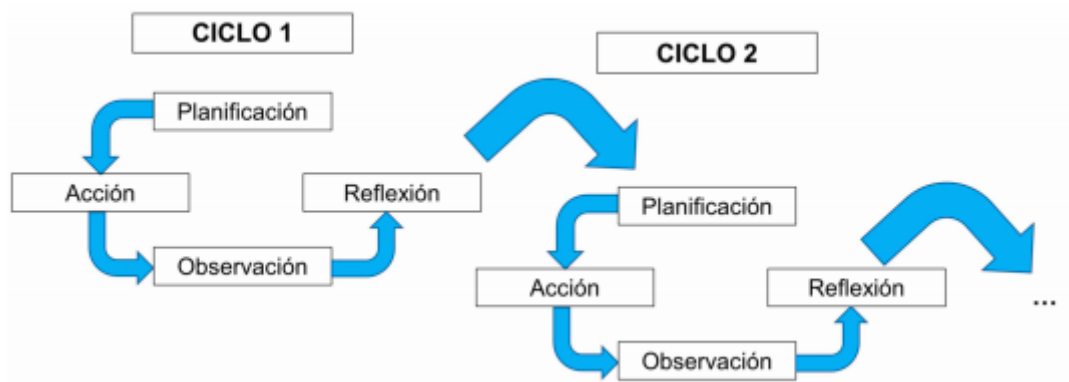 CICLO 1
Planificación
Acción
Reflexión
Observación
CICLO 2
Planificación
Acción
Reflexión
Observación
...